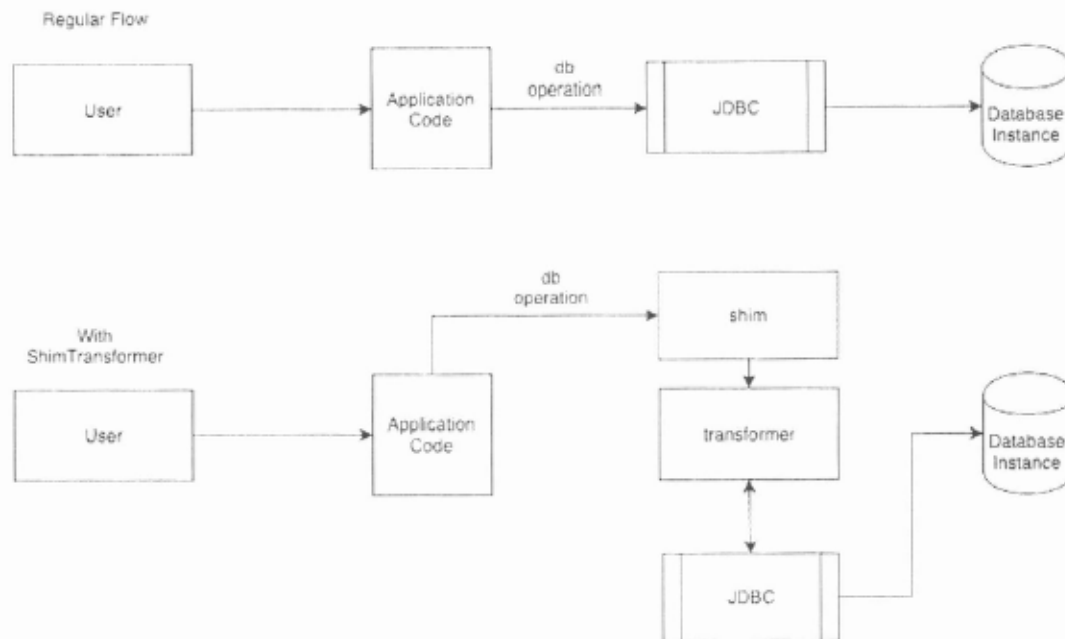 Regular Flow
User
Application
Code
db
operation
JDBC
Database
Instance
With
ShimTransformer
User
Application
Code
db
operation
shim
transformer
JDBC
Database
Instance